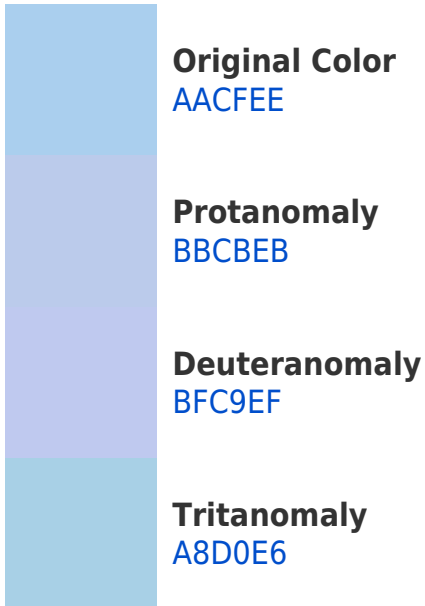 Original Color
AACFEE
Protanomaly
BBCBEB
Deuteranomaly
BFC9EF
Tritanomaly
A8D0E6